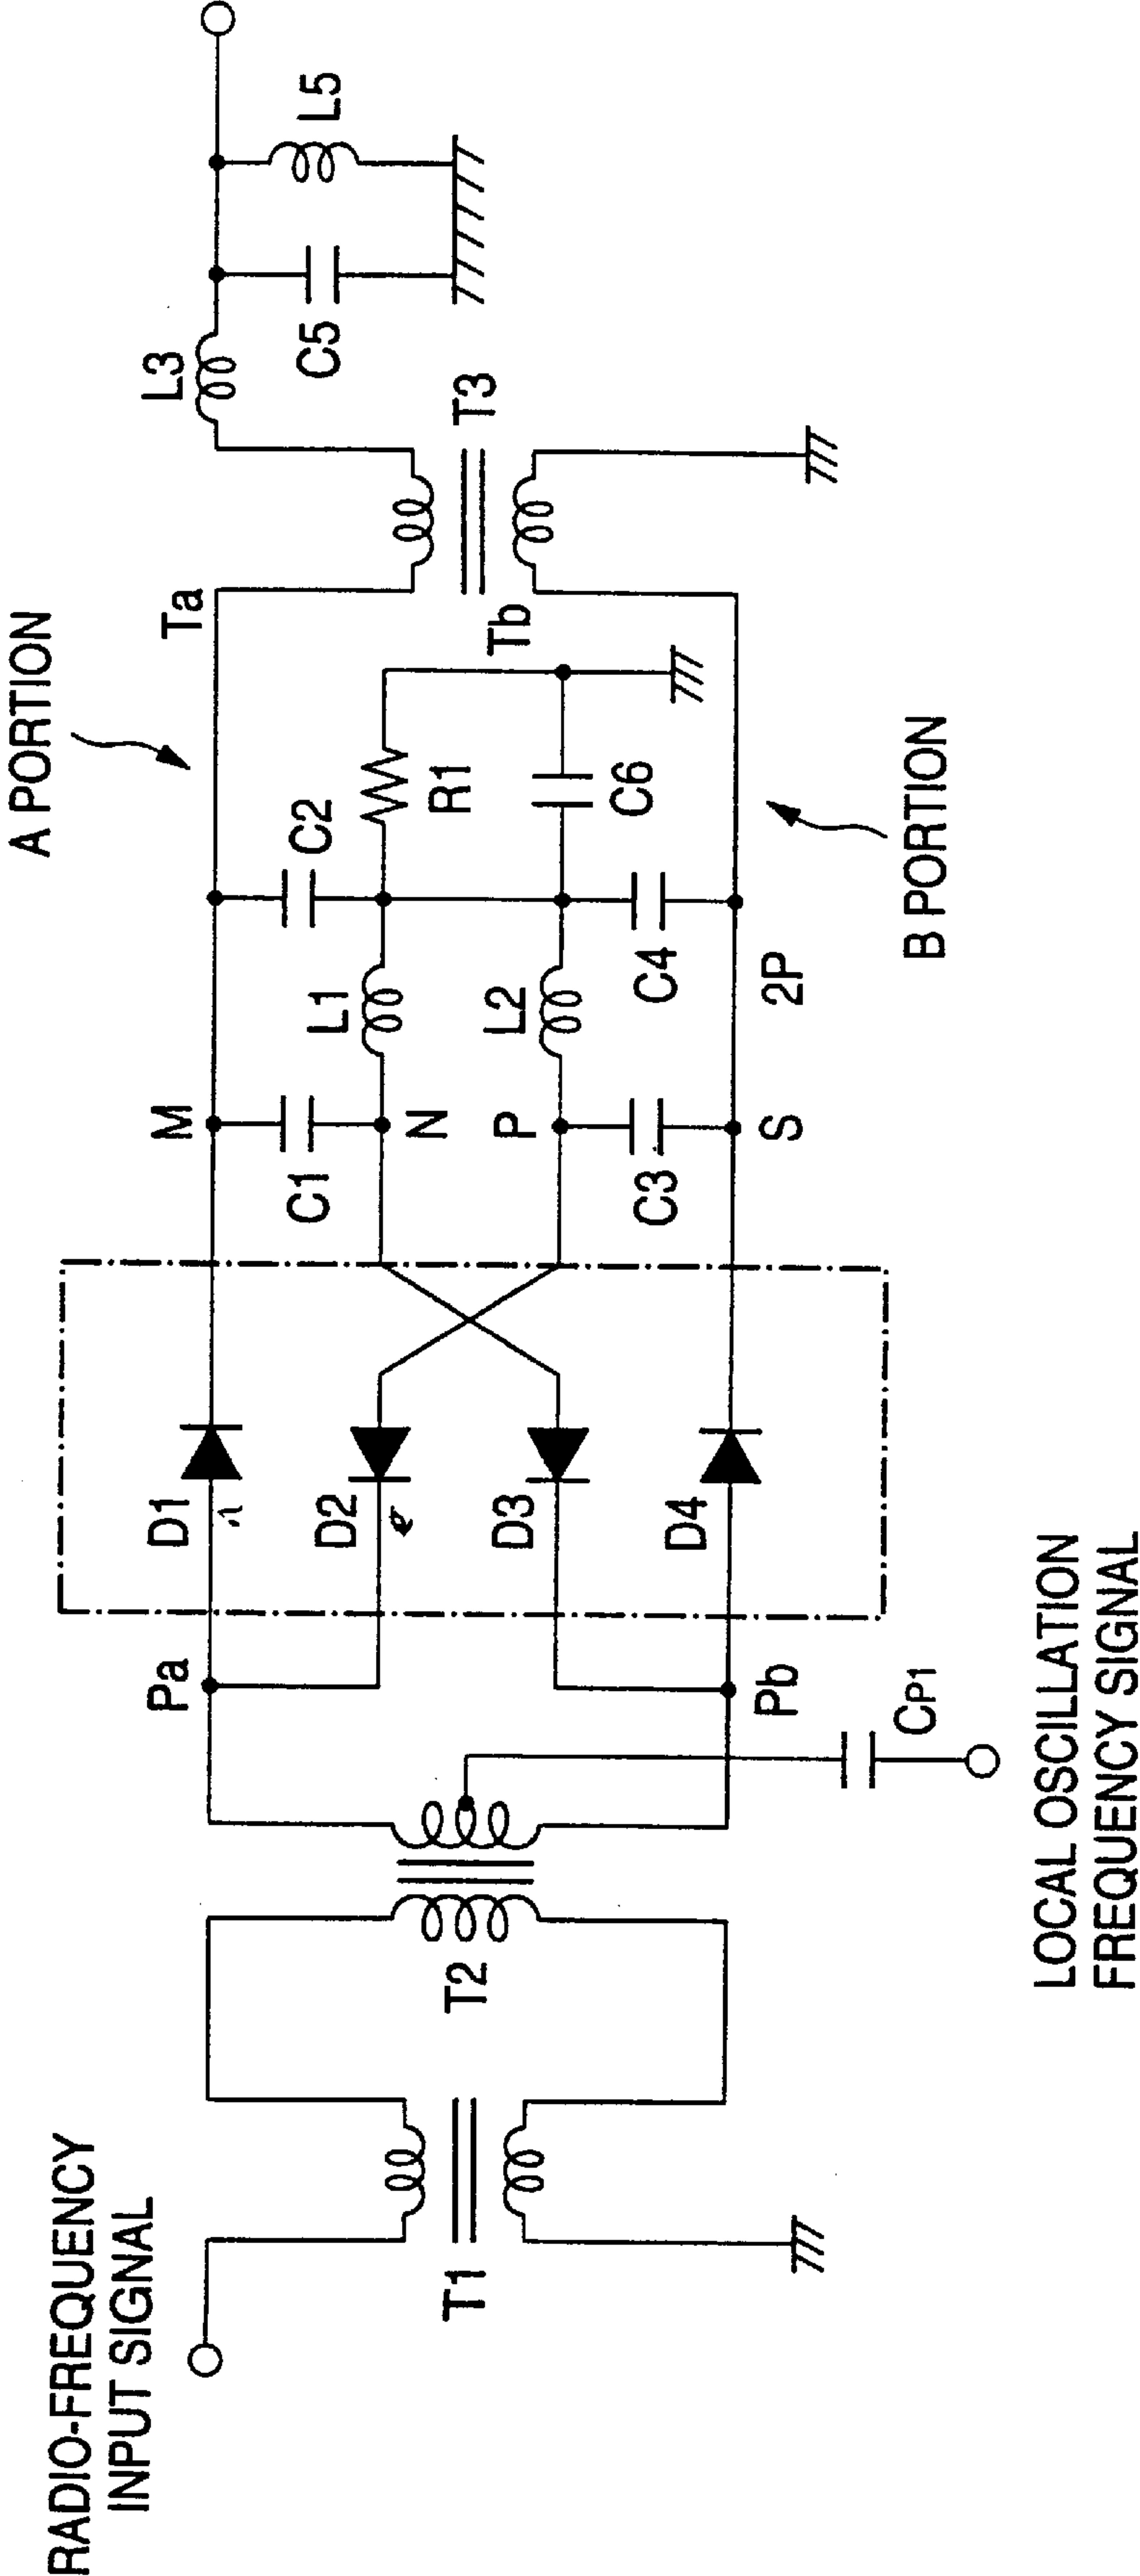 RADIO-FREQUENCY
INPUT SIGNAL
T1
T2
Pa
Pb
CP1
LOCAL OSCILLATION
FREQUENCY SIGNAL
D1
D2
D3
D4
M
C1
N
P
C3
S
L1
L2
2P
C2
C4
R1
C6
A PORTION
B PORTION
Ta
Tb
T3
L3
C5
L5